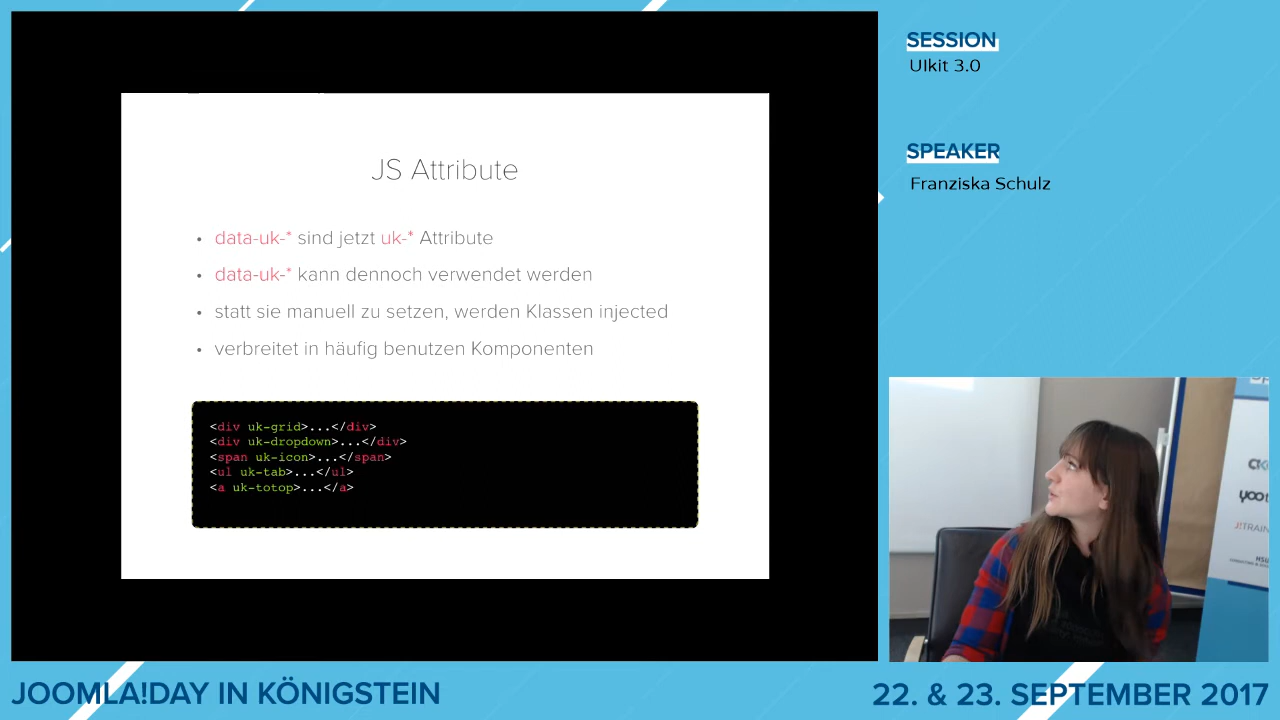 SESSION
UIkit 3.0
SPEAKER
Franziska Schulz
JS Attribute
• data-uk-* sind jetzt uk-* Attribute
• data-uk-* kann dennoch verwendet werden
• statt sie manuell zu setzen, werden Klassen injected
• verbreitet in häufig benutzen Komponenten
<div uk-grid>...</div>
<div uk-dropdown>...</div>
<span uk-icon>...</span>
<ul uk-tab>...</ul>
<a uk-totop>...</a>
JOOMLA!DAY IN KÖNIGSTEIN
22. & 23. SEPTEMBER 2017